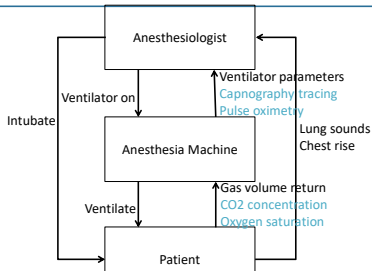 Anesthesiologist
Ventilator parameters
Capnography tracing
Pulse oximetry
Ventilator on
Intubate
Lung sounds
Chest rise
Anesthesia Machine
Gas volume return
CO2 concentration
Oxygen saturation
Ventilate
Patient